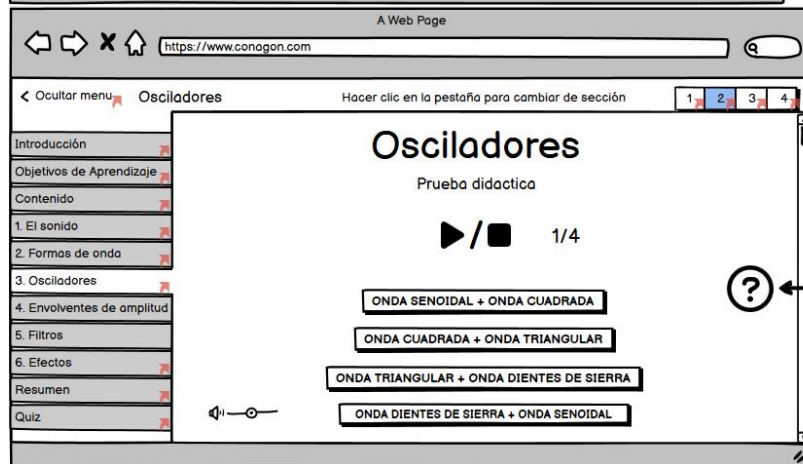 A Web Page
https://www.conagon.com
< Ocultar menu
Osciladores
Hacer clic en la pestaña para cambiar de sección
1 2 3 4
Introducción
Objetivos de Aprendizaje
Contenido
1. El sonido
2. Formas de onda
3. Osciladores
4. Envolventes de amplitud
5. Filtros
6. Efectos
Resumen
Quiz
Osciladores
Prueba didactica
/ 1/4
ONDA SENOIDAL + ONDA CUADRADA
ONDA CUADRADA + ONDA TRIANGULAR
ONDA TRIANGULAR + ONDA DIENTES DE SIERRA
ONDA DIENTES DE SIERRA + ONDA SENOIDAL
?